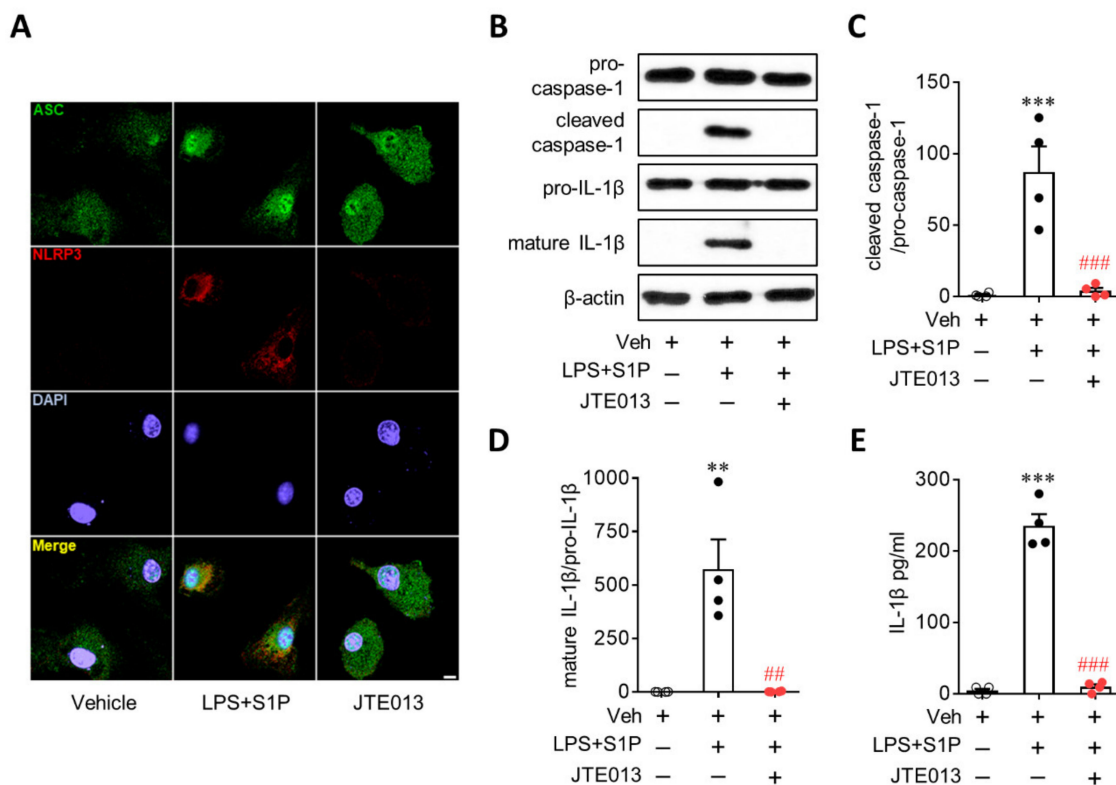 A
ASC
NLRP3
DAPI
Merge
Vehicle LPS+S1P JTE013
B
pro-
caspase-1
cleaved
caspase-1
pro-IL-1β
mature IL-1β
β-actin
Veh + + +
LPS+S1P — + +
JTE013 — — +
C
cleaved caspase-1
/pro-caspase-1
150
100
50
0
***
###
Veh + + +
LPS+S1P — + +
JTE013 — — +
D
mature IL-1β/pro-IL-1β
1000
750
500
250
0
**
##
Veh + + +
LPS+S1P — + +
JTE013 — — +
E
IL-1β pg/ml
300
200
100
0
***
###
Veh + + +
LPS+S1P — + +
JTE013 — — +